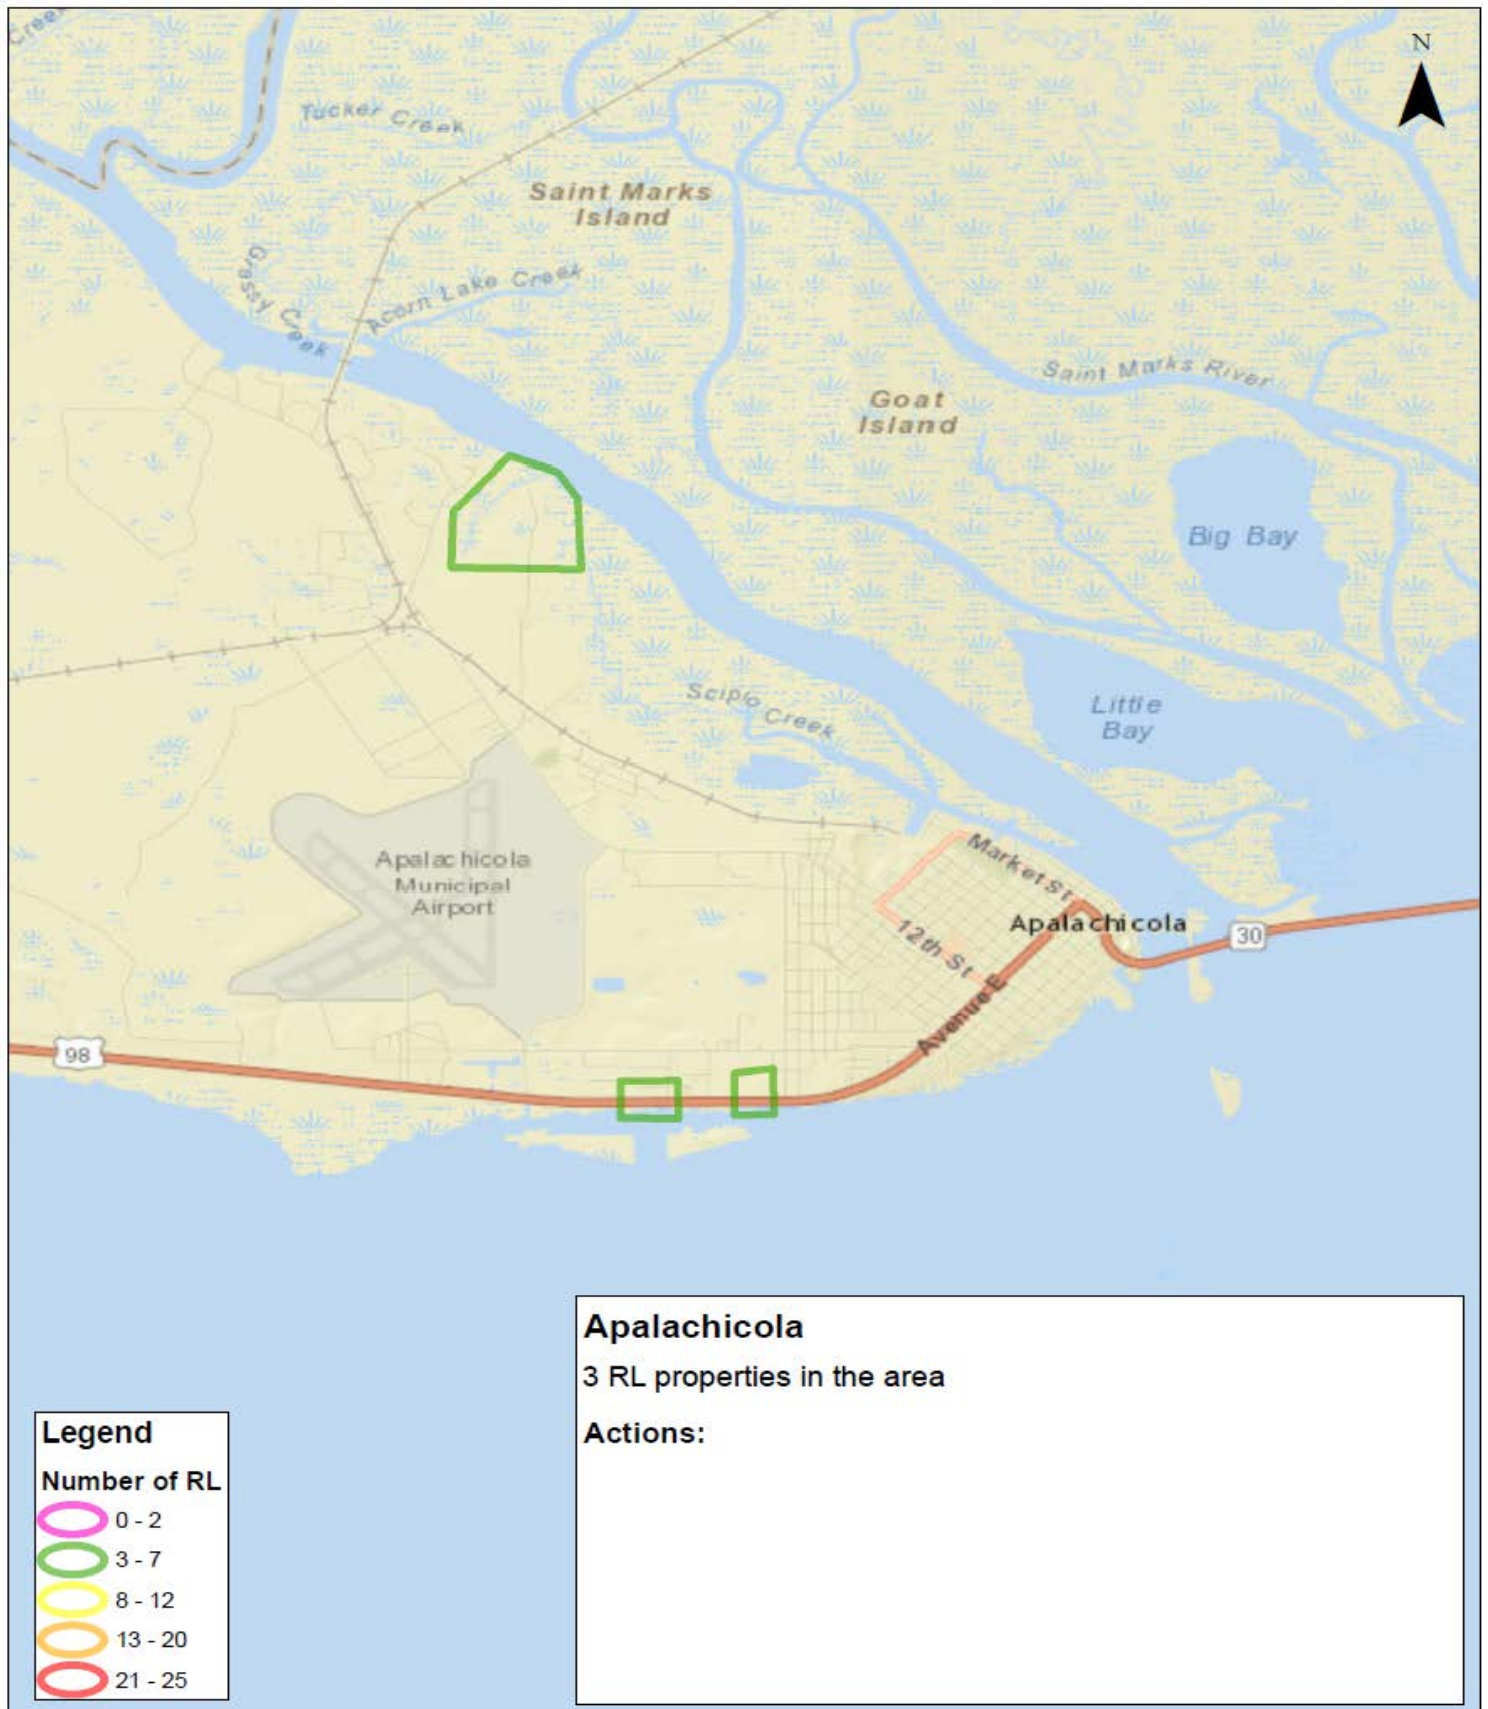 Creek
N
Tucker Creek
Saint Marks
Island
Grassy Creek
Acorn Lake Creek
Saint Marks River
Goat
Island
Big Bay
Scipio Creek
Little
Bay
Apalachicola
Municipal
Airport
Market St
Apalachicola
12th St
30
Avenue E
98
Apalachicola
3 RL properties in the area
Actions:
Legend
Number of RL
0 - 2
3 - 7
8 - 12
13 - 20
21 - 25